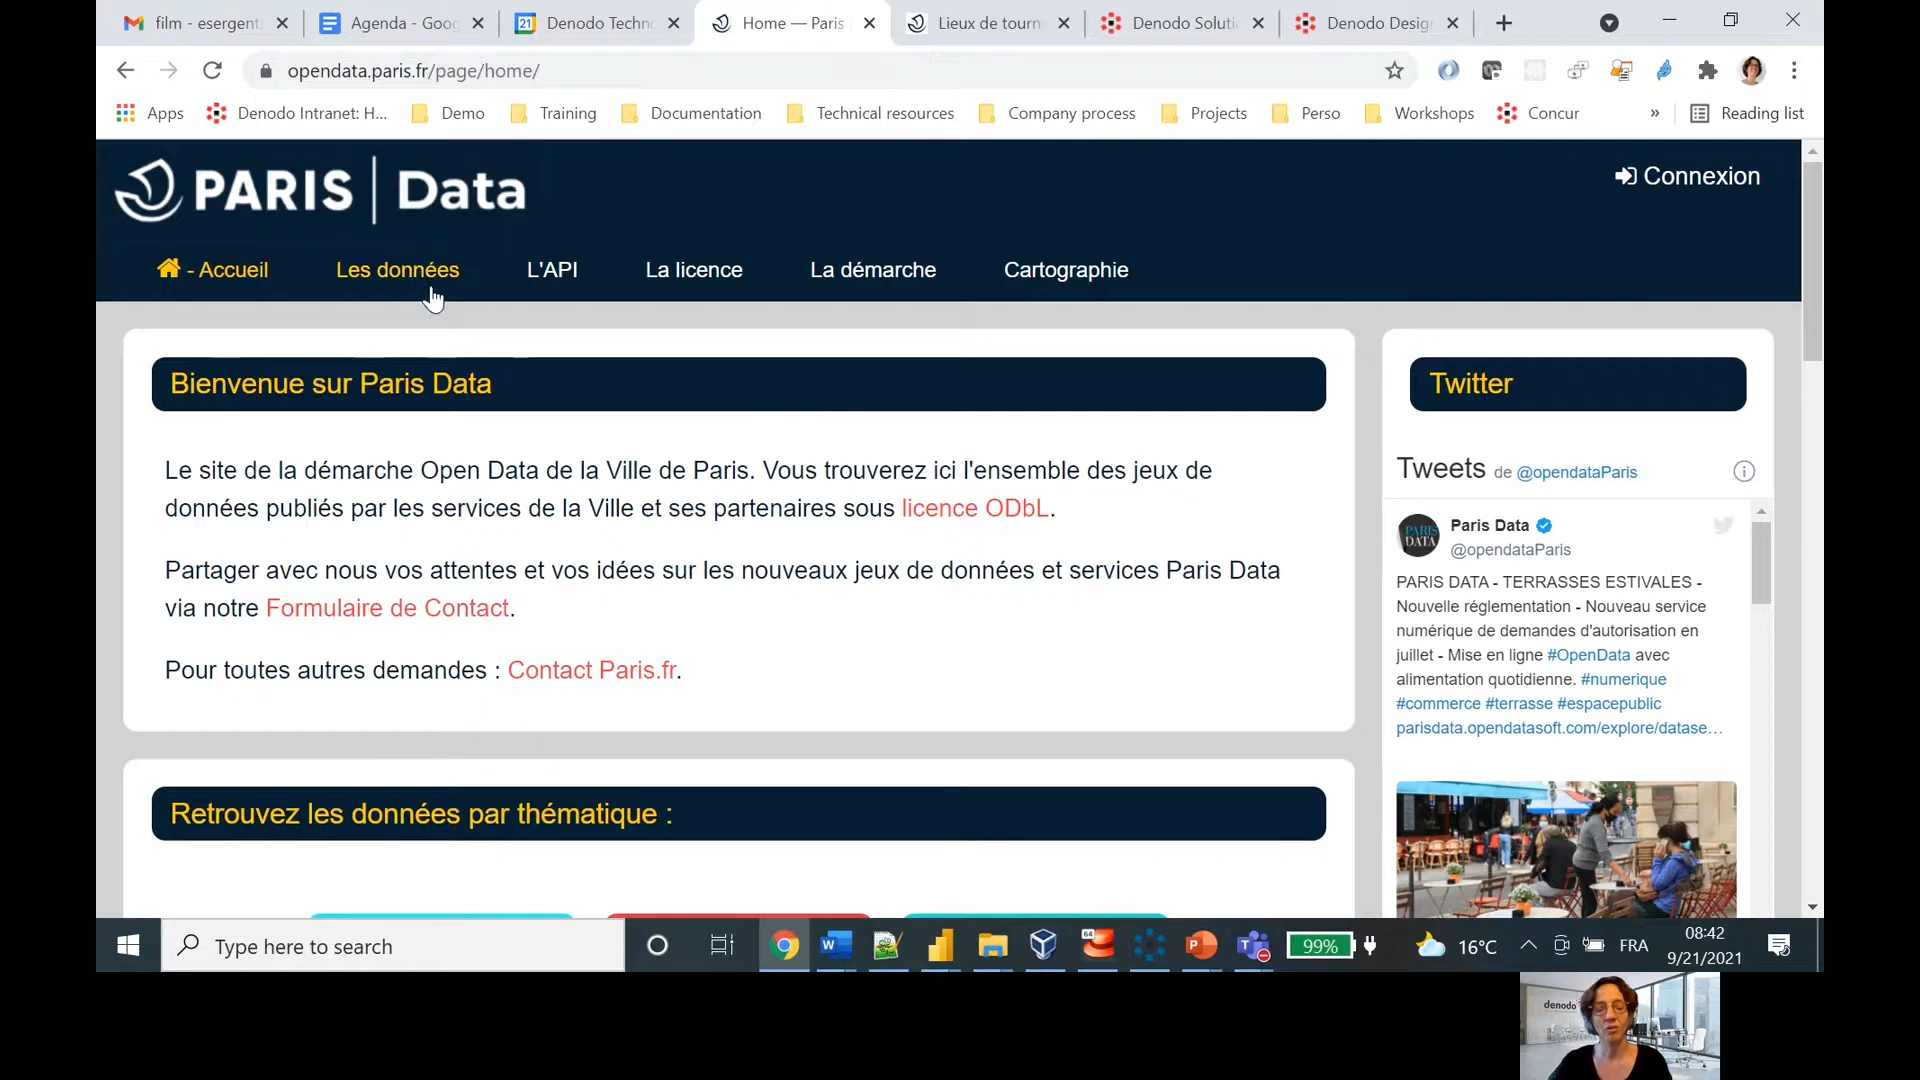 film - esergent
Agenda - Goog
21
Denodo Techn
Home — Paris
Lieux de tourn
Denodo Soluti
Denodo Desig
opendata.paris.fr/page/home/
Apps
Denodo Intranet: H...
Demo
Training
Documentation
Technical resources
Company process
Projects
Perso
Workshops
Concur
»
Reading list
PARIS | Data
Connexion
- Accueil
Les données
L'API
La licence
La démarche
Cartographie
Bienvenue sur Paris Data
Le site de la démarche Open Data de la Ville de Paris. Vous trouverez ici l'ensemble des jeux de
données publiés par les services de la Ville et ses partenaires sous licence ODbL.
Partager avec nous vos attentes et vos idées sur les nouveaux jeux de données et services Paris Data
via notre Formulaire de Contact.
Pour toutes autres demandes : Contact Paris.fr.
Retrouvez les données par thématique :
Twitter
Tweets de @opendataParis
PARIS
DATA
Paris Data
@opendataParis
PARIS DATA - TERRASSES ESTIVALES -
Nouvelle réglementation - Nouveau service
numérique de demandes d'autorisation en
juillet - Mise en ligne #OpenData avec
alimentation quotidienne. #numerique
#commerce #terrasse #espacepublic
parisdata.opendatasoft.com/explore/datase…
Type here to search
64
99%
16°C
FRA
08:42
9/21/2021
denodo